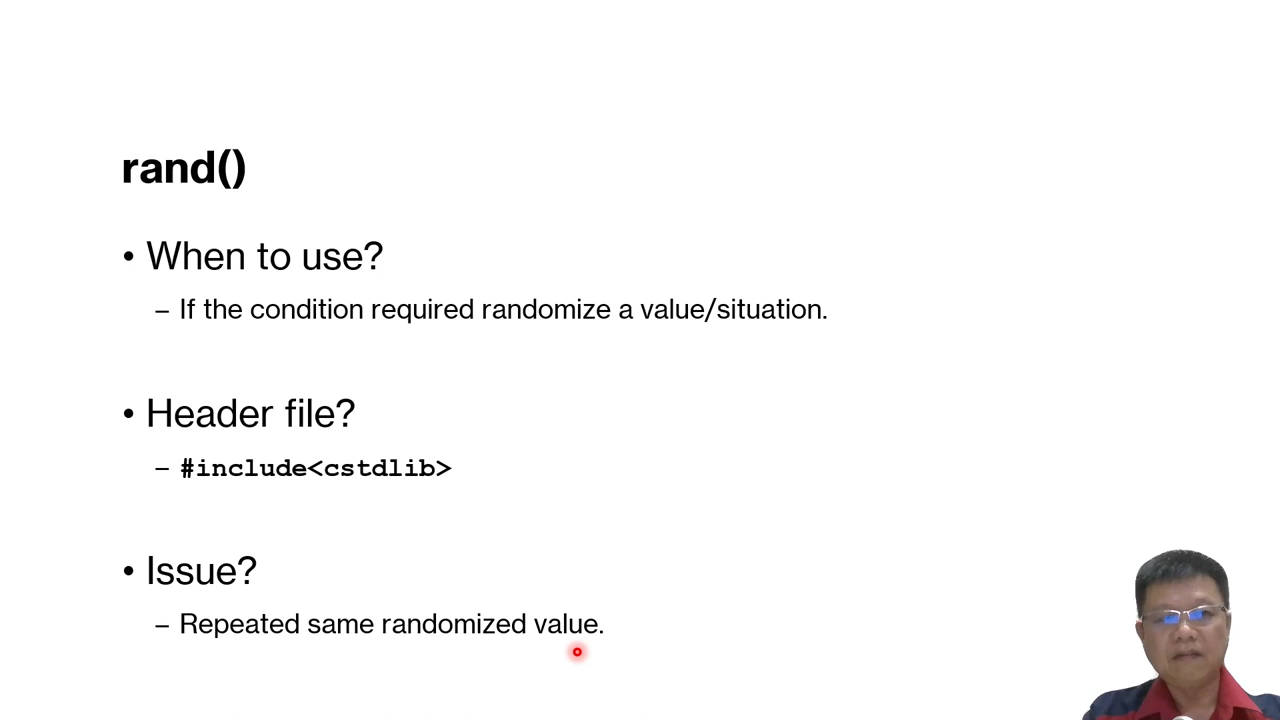 rand()
• When to use?
– If the condition required randomize a value/situation.
• Header file?
– #include<cstdlib>
• Issue?
– Repeated same randomized value.